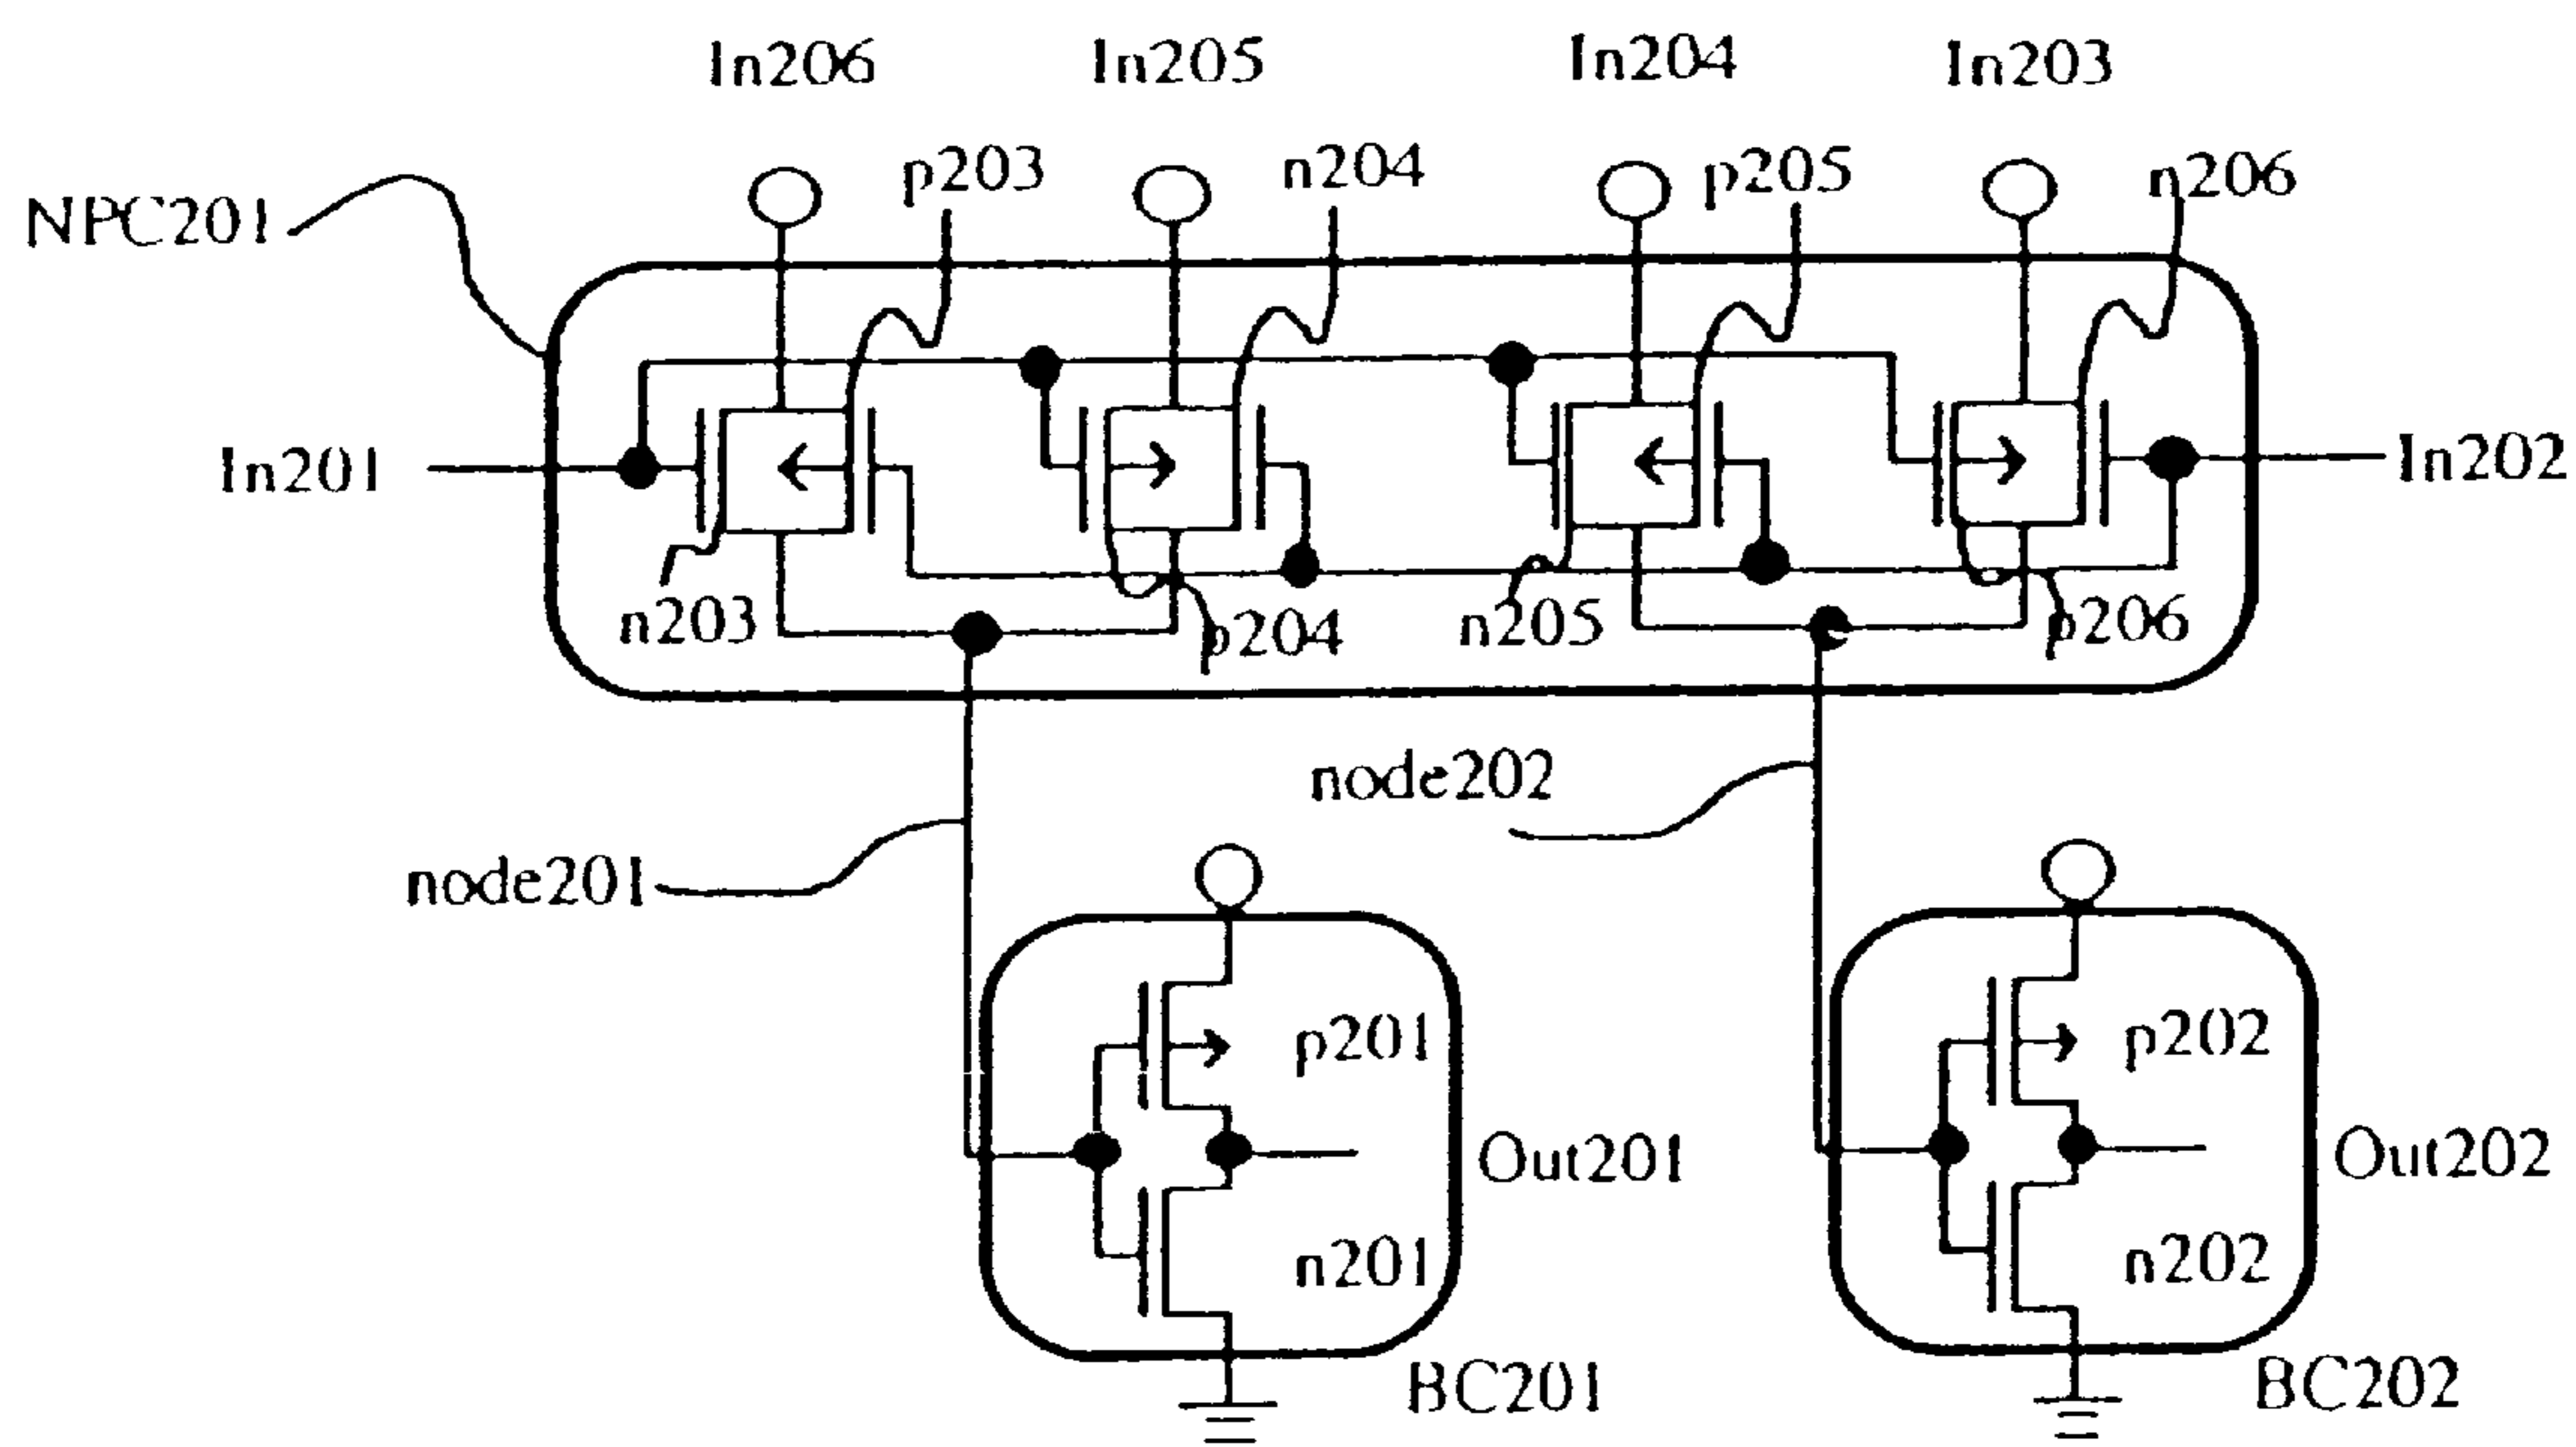 In206 In205 In204 In203
p203 n204 p205 n206
NPC201
In201 In202
n203 p204 n205 p206
node202
node201
p201 p202
Out201 Out202
n201 n202
BC201 BC202